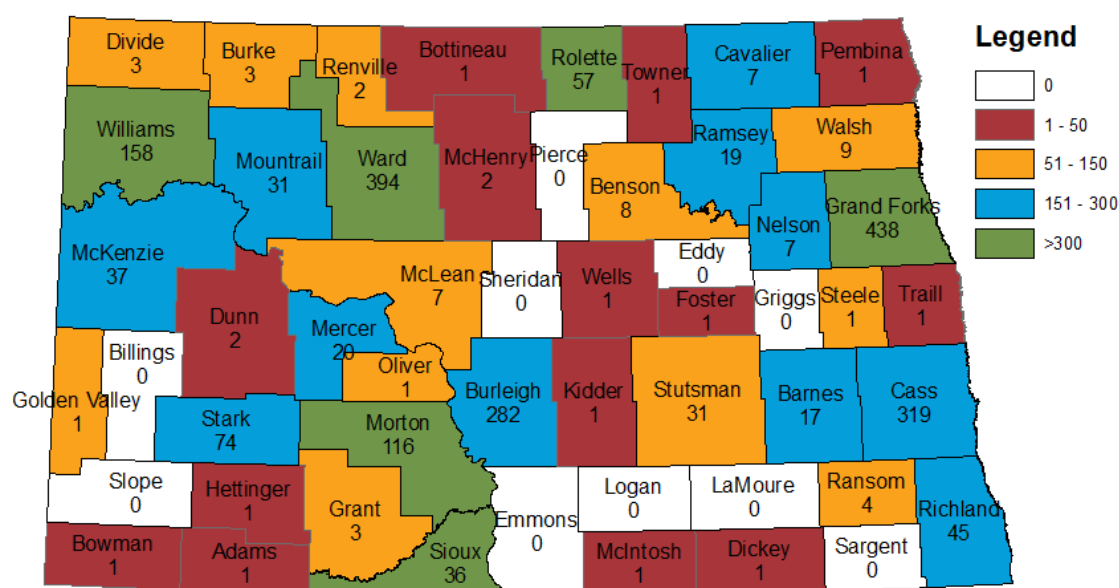 Divide
3
Burke
3
Renville
2
Bottineau
1
Rolette
57
Towner
1
Cavalier
7
Pembina
1
Legend
0
1 - 50
51 - 150
151 - 300
>300
Williams
158
Mountrail
31
Ward
394
McHenry
2
Pierce
0
Benson
8
Ramsey
19
Walsh
9
Nelson
7
Grand Forks
438
McKenzie
37
Dunn
2
McLean
7
Sheridan
0
Wells
1
Eddy
0
Foster
1
Griggs
0
Steele
1
Traill
1
Billings
0
Golden Valley
1
Mercer
20
Oliver
1
Burleigh
282
Kidder
1
Stutsman
31
Barnes
17
Cass
319
Stark
74
Morton
116
Slope
0
Hettinger
1
Grant
3
Emmons
0
Logan
0
LaMoure
0
Ransom
4
Richland
45
Bowman
1
Adams
1
Sioux
36
McIntosh
1
Dickey
1
Sargent
0